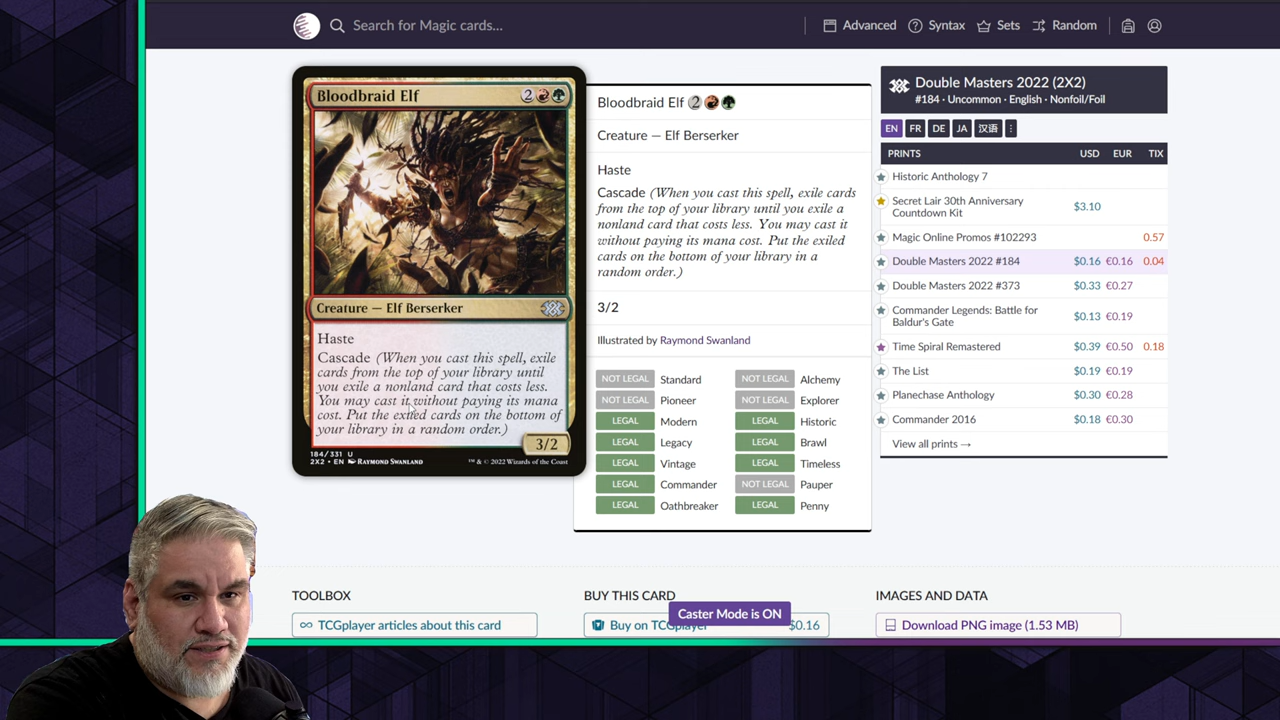 Search for Magic cards...
Advanced
Syntax
Sets
Random
Bloodbraid Elf 2
Creature — Elf Berserker
Haste
Cascade (When you cast this spell, exile
cards from the top of your library until
you exile a nonland card that costs less.
You may cast it without paying its mana
cost. Put the exiled cards on the bottom of
your library in a random order.)
3/2
184/331 U
2X2 • EN RAYMOND SWANLAND
™ & © 2022 Wizards of the Coast
Bloodbraid Elf 2
Creature — Elf Berserker
Haste
Cascade (When you cast this spell, exile cards
from the top of your library until you exile a
nonland card that costs less. You may cast it
without paying its mana cost. Put the exiled
cards on the bottom of your library in a
random order.)
3/2
Illustrated by Raymond Swanland
NOT LEGAL Standard NOT LEGAL Alchemy
NOT LEGAL Pioneer NOT LEGAL Explorer
LEGAL Modern LEGAL Historic
LEGAL Legacy LEGAL Brawl
LEGAL Vintage LEGAL Timeless
LEGAL Commander NOT LEGAL Pauper
LEGAL Oathbreaker LEGAL Penny
Double Masters 2022 (2X2)
#184 · Uncommon · English · Nonfoil/Foil
EN FR DE JA 汉语
PRINTS USD EUR TIX
Historic Anthology 7
Secret Lair 30th Anniversary
Countdown Kit $3.10
Magic Online Promos #102293 0.57
Double Masters 2022 #184 $0.16 €0.16 0.04
Double Masters 2022 #373 $0.33 €0.27
Commander Legends: Battle for
Baldur's Gate $0.13 €0.19
Time Spiral Remastered $0.39 €0.50 0.18
The List $0.19 €0.19
Planechase Anthology $0.30 €0.28
Commander 2016 $0.18 €0.30
View all prints →
TOOLBOX
TCGplayer articles about this card
BUY THIS CARD
Caster Mode is ON
Buy on TCGplayer $0.16
IMAGES AND DATA
Download PNG image (1.53 MB)